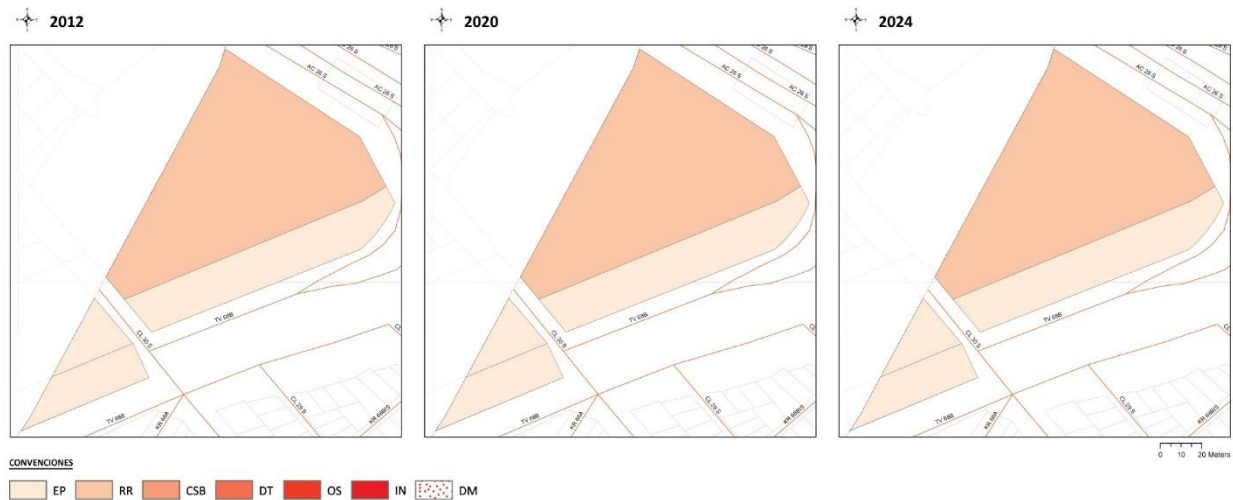 2012
2020
2024
AC 26 S
AC 26 S
TV 68B
CL 30 S
TV 68B
KR 68A
CL 29 S
KR 68BIS
AC 26 S
AC 26 S
TV 68B
CL 30 S
TV 68B
KR 68A
CL 29 S
KR 68BIS
AC 26 S
AC 26 S
TV 68B
CL 30 S
TV 68B
KR 68A
CL 29 S
KR 68BIS
0 10 20 Meters
CONVENCIONES
EP RR CSB DT OS IN DM